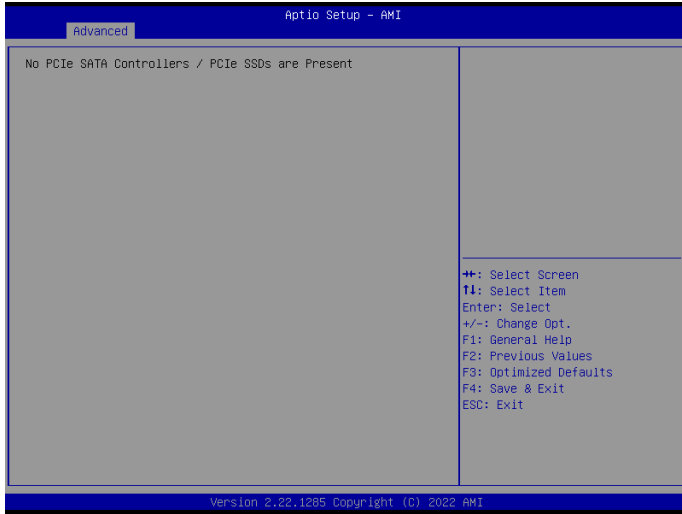 Aptio Setup - AMI
Advanced
No PCIe SATA Controllers / PCIe SSDs are Present
→←: Select Screen
↑↓: Select Item
Enter: Select
+/-: Change Opt.
F1: General Help
F2: Previous Values
F3: Optimized Defaults
F4: Save & Exit
ESC: Exit
Version 2.22.1285 Copyright (C) 2022 AMI